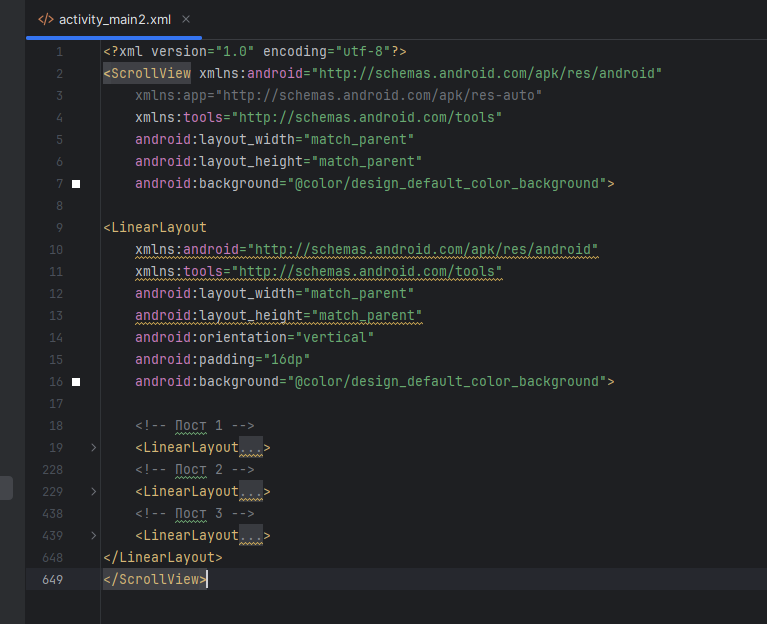 </> activity_main2.xml ×
1 <?xml version="1.0" encoding="utf-8"?>
2 <ScrollView xmlns:android="http://schemas.android.com/apk/res/android"
3     xmlns:app="http://schemas.android.com/apk/res-auto"
4     xmlns:tools="http://schemas.android.com/tools"
5     android:layout_width="match_parent"
6     android:layout_height="match_parent"
7     android:background="@color/design_default_color_background">
8
9 <LinearLayout
10     xmlns:android="http://schemas.android.com/apk/res/android"
11     xmlns:tools="http://schemas.android.com/tools"
12     android:layout_width="match_parent"
13     android:layout_height="match_parent"
14     android:orientation="vertical"
15     android:padding="16dp"
16     android:background="@color/design_default_color_background">
17
18     <!-- Пост 1 -->
19     <LinearLayout...>
228     <!-- Пост 2 -->
229     <LinearLayout...>
438     <!-- Пост 3 -->
439     <LinearLayout...>
648 </LinearLayout>
649 </ScrollView>